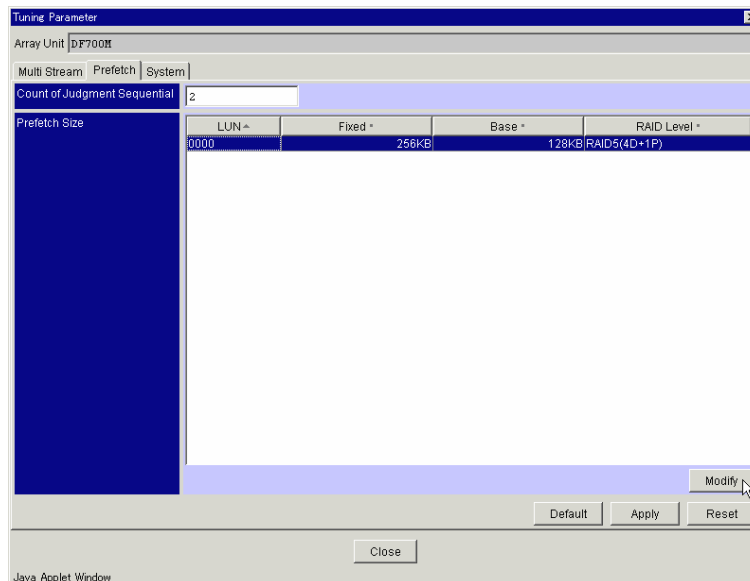 Tuning Parameter
Array Unit DF700M
Multi Stream Prefetch System
Count of Judgment Sequential 2
Prefetch Size LUN Fixed Base RAID Level
0000 256KB 128KB RAID5(4D+1P)
Modify
Default Apply Reset
Close
Java Applet Window